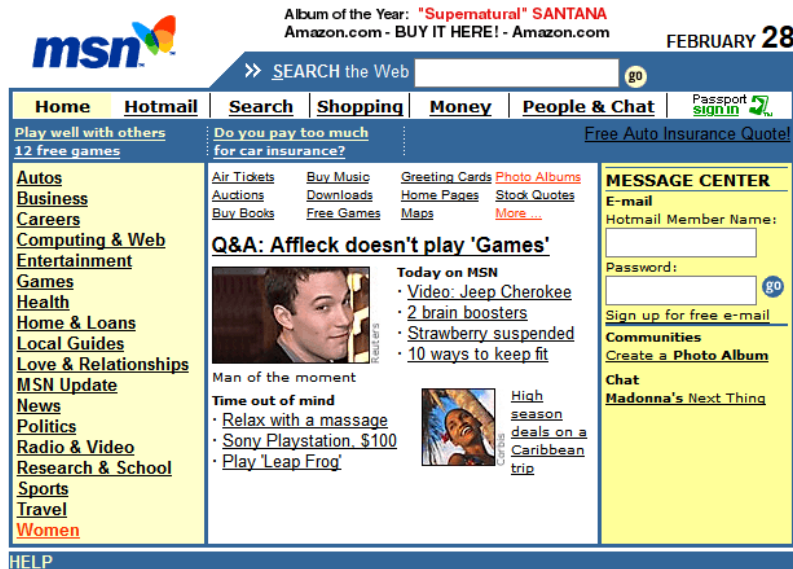 Album of the Year: "Supernatural" SANTANA
Amazon.com - BUY IT HERE! - Amazon.com
msn
FEBRUARY 28
>> SEARCH the Web
go
Home
Hotmail
Search
Shopping
Money
People & Chat
Passport
sign in
Play well with others
12 free games
Do you pay too much
for car insurance?
Free Auto Insurance Quote!
Autos
Business
Careers
Computing & Web
Entertainment
Games
Health
Home & Loans
Local Guides
Love & Relationships
MSN Update
News
Politics
Radio & Video
Research & School
Sports
Travel
Women
Air Tickets
Buy Music
Greeting Cards
Photo Albums
Auctions
Downloads
Home Pages
Stock Quotes
Buy Books
Free Games
Maps
More ...
Q&A: Affleck doesn't play 'Games'
Reuters
Man of the moment
Today on MSN
· Video: Jeep Cherokee
· 2 brain boosters
· Strawberry suspended
· 10 ways to keep fit
Time out of mind
· Relax with a massage
· Sony Playstation, $100
· Play 'Leap Frog'
Corbis
High
season
deals on a
Caribbean
trip
MESSAGE CENTER
E-mail
Hotmail Member Name:
Password:
go
Sign up for free e-mail
Communities
Create a Photo Album
Chat
Madonna's Next Thing
HELP